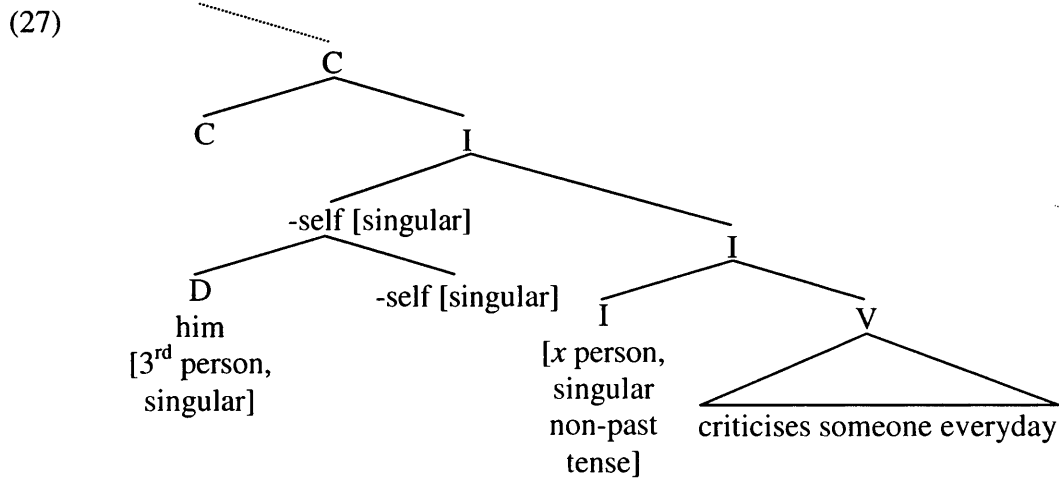 (27)
C
C
I
-self [singular]
I
D
-self [singular]
I
V
him
[3rd person,
singular]
[x person,
singular
non-past
tense]
criticises someone everyday